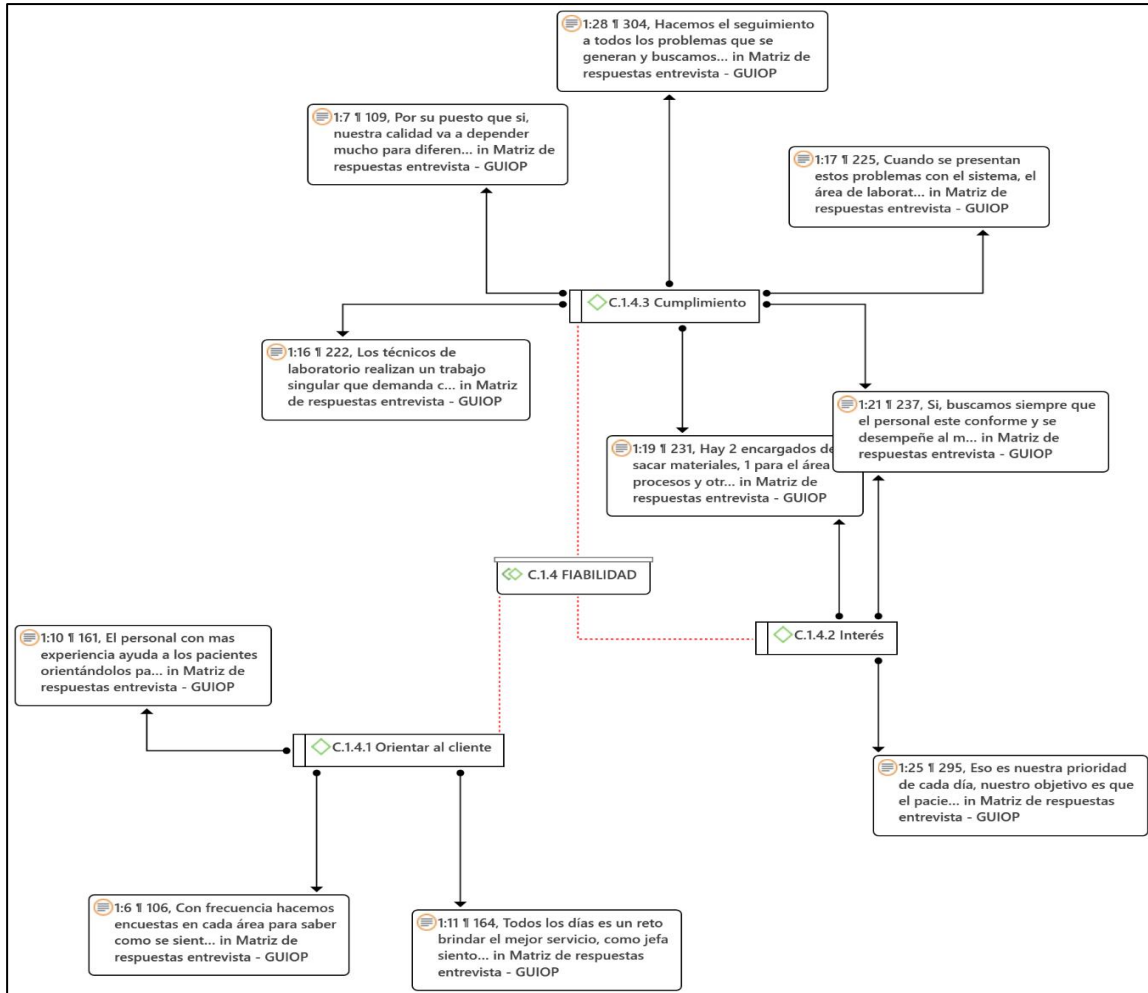 1:28 ¶ 304, Hacemos el seguimiento
a todos los problemas que se
generan y buscamos... in Matriz de
respuestas entrevista - GUIOP
1:7 ¶ 109, Por su puesto que si,
nuestra calidad va a depender
mucho para diferen... in Matriz de
respuestas entrevista - GUIOP
1:17 ¶ 225, Cuando se presentan
estos problemas con el sistema, el
área de laborat... in Matriz de
respuestas entrevista - GUIOP
C.1.4.3 Cumplimiento
1:16 ¶ 222, Los técnicos de
laboratorio realizan un trabajo
singular que demanda c... in Matriz
de respuestas entrevista - GUIOP
1:21 ¶ 237, Si, buscamos siempre que
el personal este conforme y se
desempeñe al m... in Matriz de
respuestas entrevista - GUIOP
1:19 ¶ 231, Hay 2 encargados de
sacar materiales, 1 para el área
procesos y otr... in Matriz de
respuestas entrevista - GUIOP
C.1.4 FIABILIDAD
C.1.4.2 Interés
1:10 ¶ 161, El personal con mas
experiencia ayuda a los pacientes
orientándolos pa... in Matriz de
respuestas entrevista - GUIOP
C.1.4.1 Orientar al cliente
1:25 ¶ 295, Eso es nuestra prioridad
de cada día, nuestro objetivo es que
el pacie... in Matriz de respuestas
entrevista - GUIOP
1:6 ¶ 106, Con frecuencia hacemos
encuestas en cada área para saber
como se sient... in Matriz de
respuestas entrevista - GUIOP
1:11 ¶ 164, Todos los días es un reto
brindar el mejor servicio, como jefa
siento... in Matriz de respuestas
entrevista - GUIOP